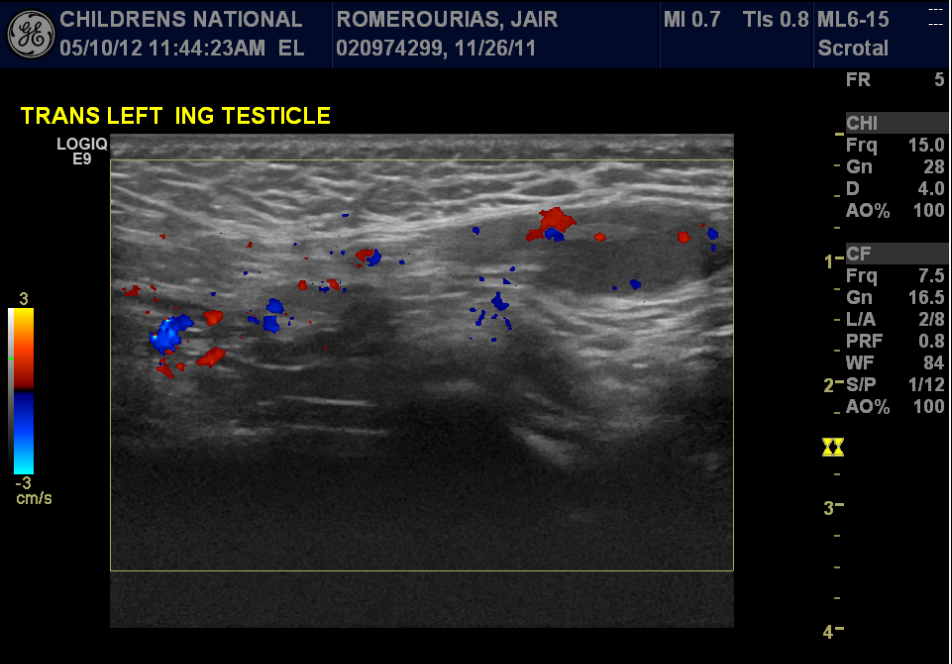 CHILDRENS NATIONAL
05/10/12 11:44:23AM EL
ROMEROURIAS, JAIR
020974299, 11/26/11
MI 0.7 TIs 0.8
ML6-15
Scrotal
---
---
FR 5
TRANS LEFT ING TESTICLE
LOGIQ
E9
CHI
Frq 15.0
Gn 28
D 4.0
AO% 100
CF
Frq 7.5
Gn 16.5
L/A 2/8
PRF 0.8
WF 84
S/P 1/12
AO% 100
1
2
3
4
3
-3
cm/s